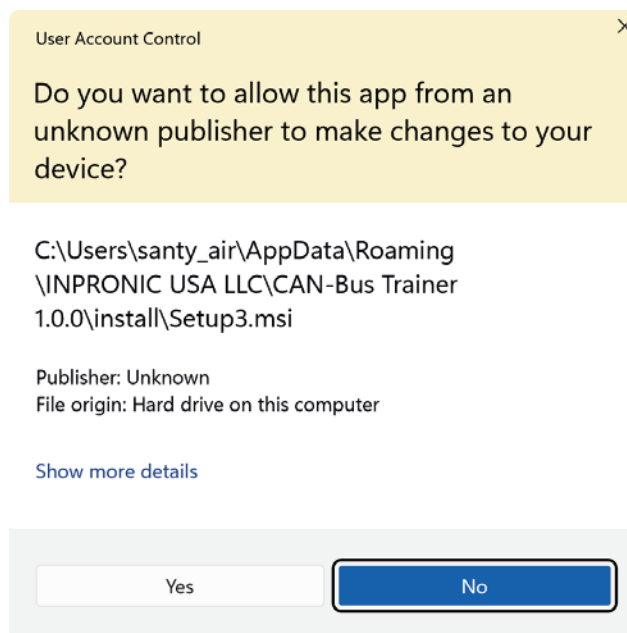 User Account Control
Do you want to allow this app from an
unknown publisher to make changes to your
device?
C:\Users\santy_air\AppData\Roaming
\INPRONIC USA LLC\CAN-Bus Trainer
1.0.0\install\Setup3.msi
Publisher: Unknown
File origin: Hard drive on this computer
Show more details
Yes
No